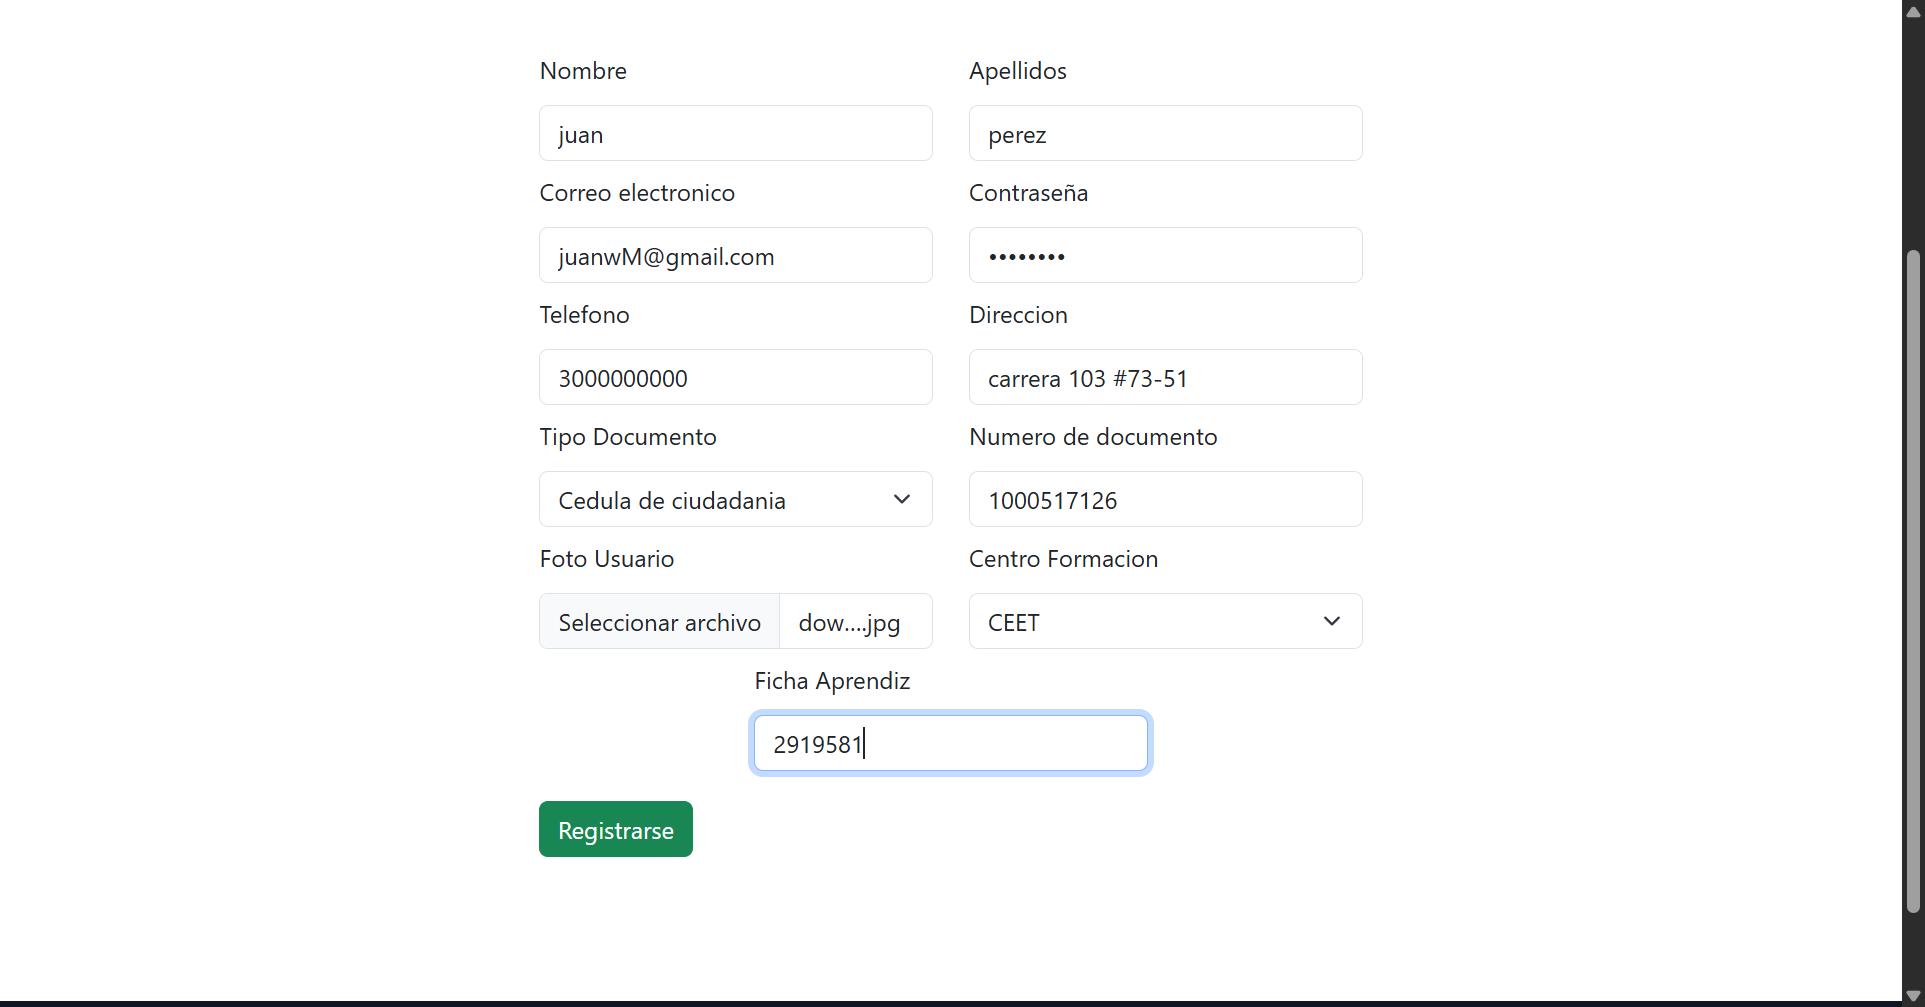 Nombre
Apellidos
juan
perez
Correo electronico
Contraseña
juanwM@gmail.com
••••••••
Telefono
Direccion
3000000000
carrera 103 #73-51
Tipo Documento
Numero de documento
Cedula de ciudadania
1000517126
Foto Usuario
Centro Formacion
Seleccionar archivo
dow....jpg
CEET
Ficha Aprendiz
2919581
Registrarse